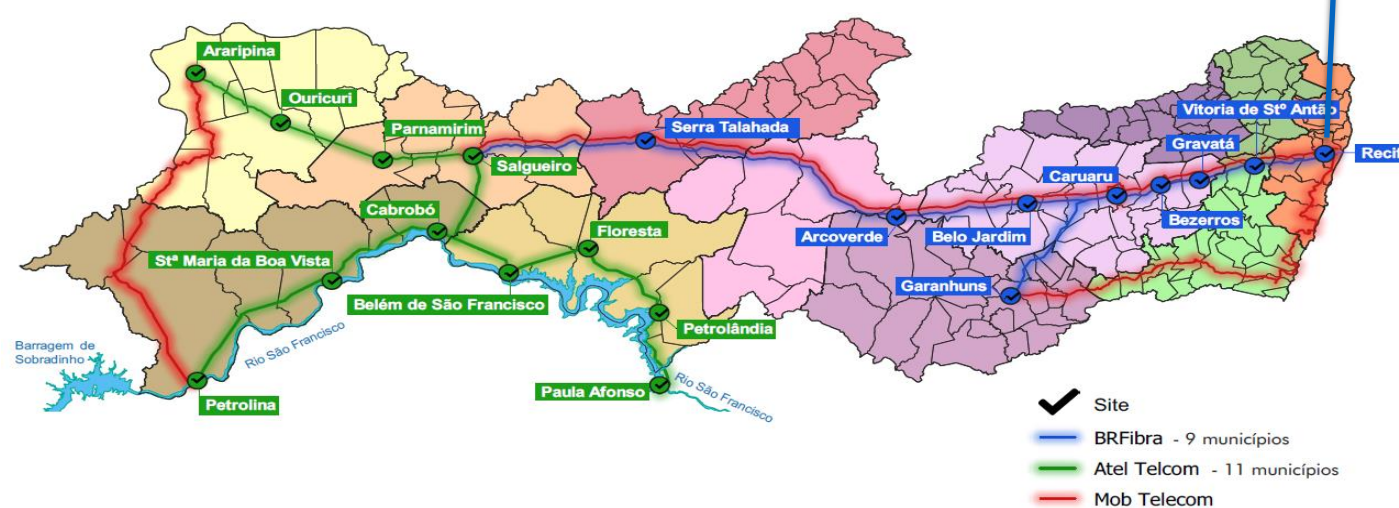 Araripina
Ouricuri
Parnamirim
Salgueiro
Serra Talahada
Vitoria de Stº Antão
Gravatá
Recif
Caruaru
Bezerros
Cabrobó
Floresta
Arcoverde
Belo Jardim
Stª Maria da Boa Vista
Belém de São Francisco
Garanhuns
Petrolândia
Barragem de
Sobradinho
Rio São Francisco
Petrolina
Paula Afonso
Rio São Francisco
Site
BRFibra - 9 municípios
Atel Telcom - 11 municípios
Mob Telecom